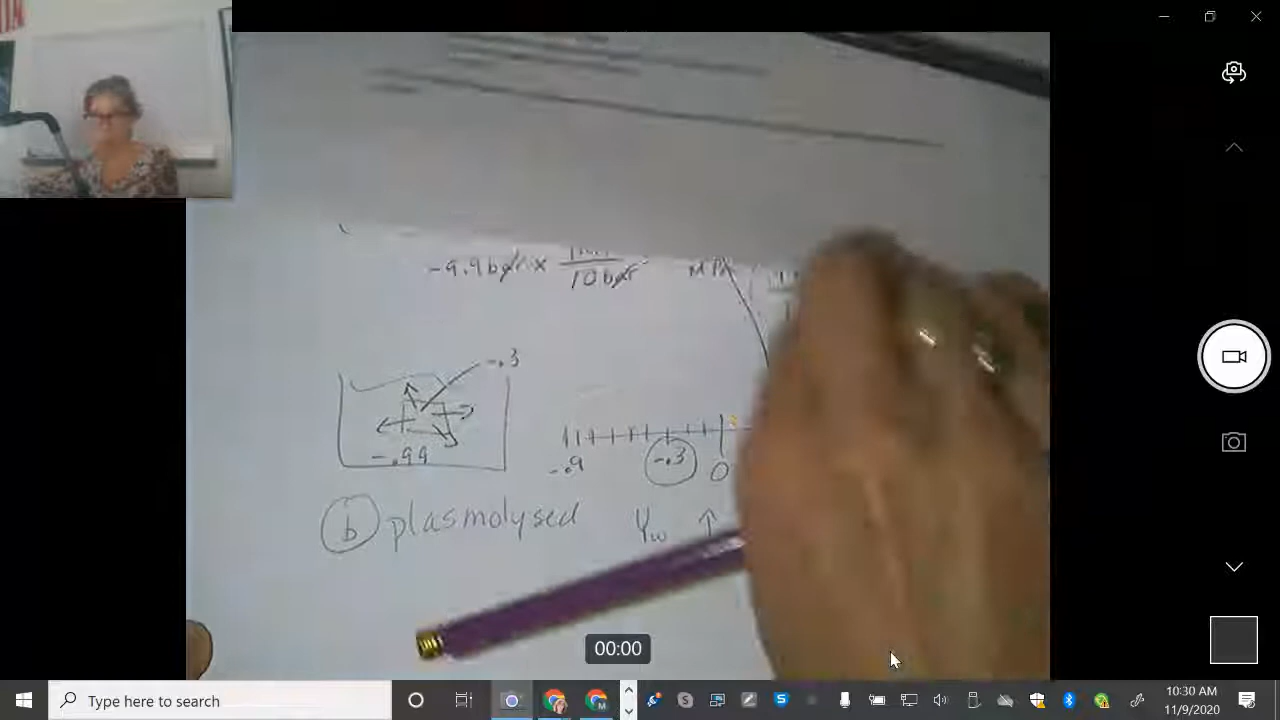 -9.9 bar x 10 bar MPa
-.3
-.99
-.9 -.3 0
b plasmolysed Ψw ↑
00:00
Type here to search
10:30 AM
11/9/2020